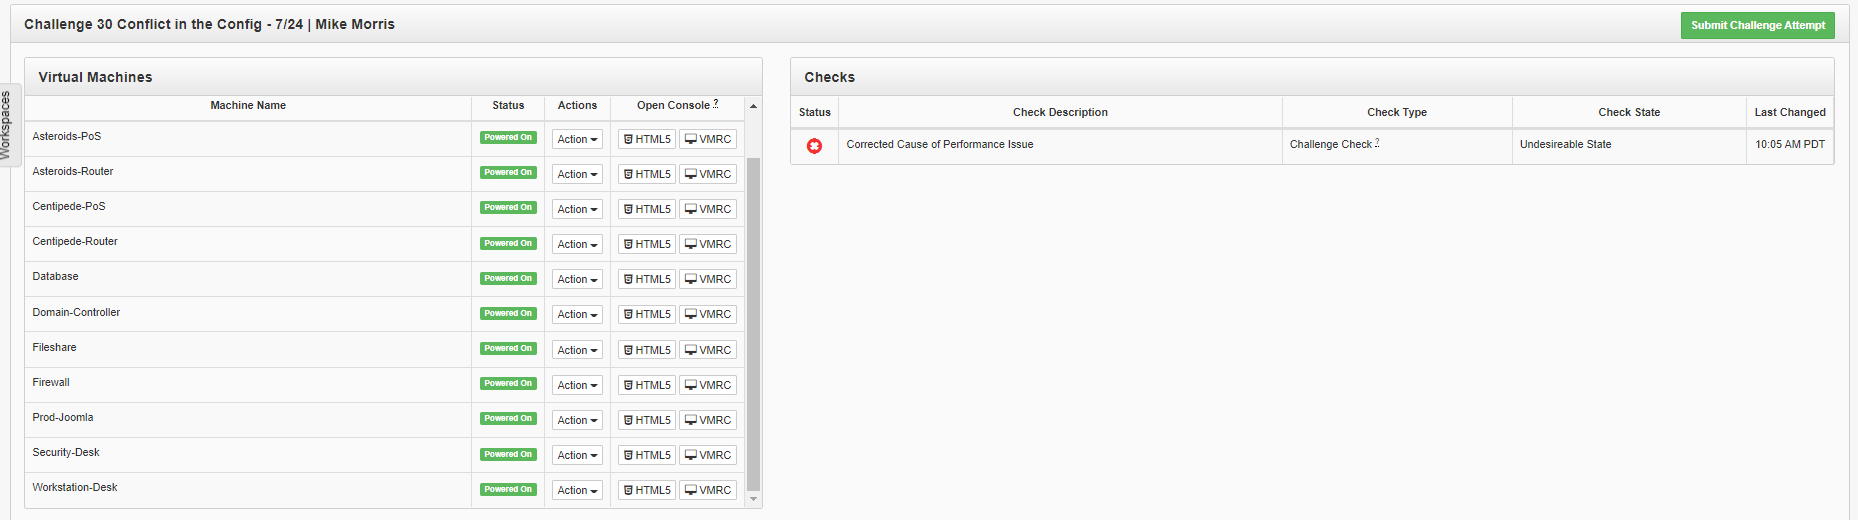 Challenge 30 Conflict in the Config - 7/24 | Mike Morris
Submit Challenge Attempt
Workspaces
Virtual Machines
Machine Name Status Actions Open Console ?
Asteroids-PoS Powered On Action HTML5 VMRC
Asteroids-Router Powered On Action HTML5 VMRC
Centipede-PoS Powered On Action HTML5 VMRC
Centipede-Router Powered On Action HTML5 VMRC
Database Powered On Action HTML5 VMRC
Domain-Controller Powered On Action HTML5 VMRC
Fileshare Powered On Action HTML5 VMRC
Firewall Powered On Action HTML5 VMRC
Prod-Joomla Powered On Action HTML5 VMRC
Security-Desk Powered On Action HTML5 VMRC
Workstation-Desk Powered On Action HTML5 VMRC
Checks
Status Check Description Check Type Check State Last Changed
Corrected Cause of Performance Issue Challenge Check ? Undesireable State 10:05 AM PDT